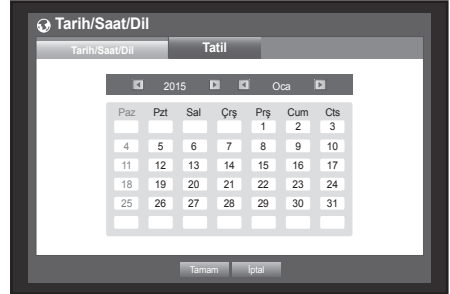 Tarih/Saat/Dil
Tarih/Saat/Dil Tatil
2015 Oca
Paz Pzt Sal Çrş Prş Cum Cts
1 2 3
4 5 6 7 8 9 10
11 12 13 14 15 16 17
18 19 20 21 22 23 24
25 26 27 28 29 30 31
Tamam İptal